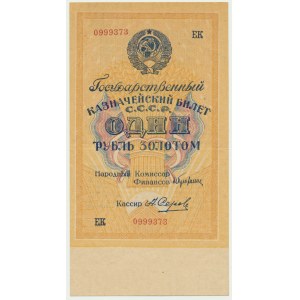 0999373 ЕК
Государственный
КАЗНАЧЕЙСКИЙ БИЛЕТ
С.С.С.Р.
ОДИН
РУБЛЬ ЗОЛОТОМ
Народный Комиссар
Финансов
Кассир
ЕК 0999373